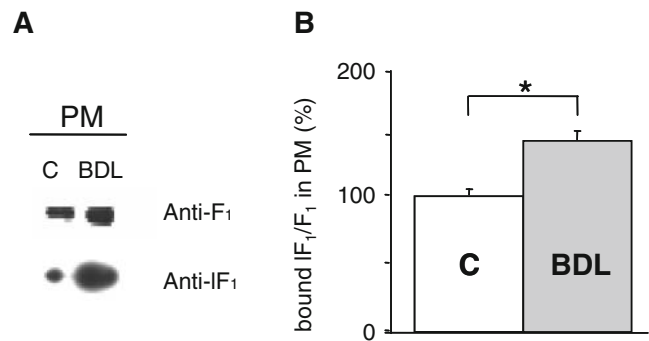 A
PM
C BDL
Anti-F₁
Anti-IF₁
B
bound IF₁/F₁ in PM (%)
200
100
0
*
C
BDL